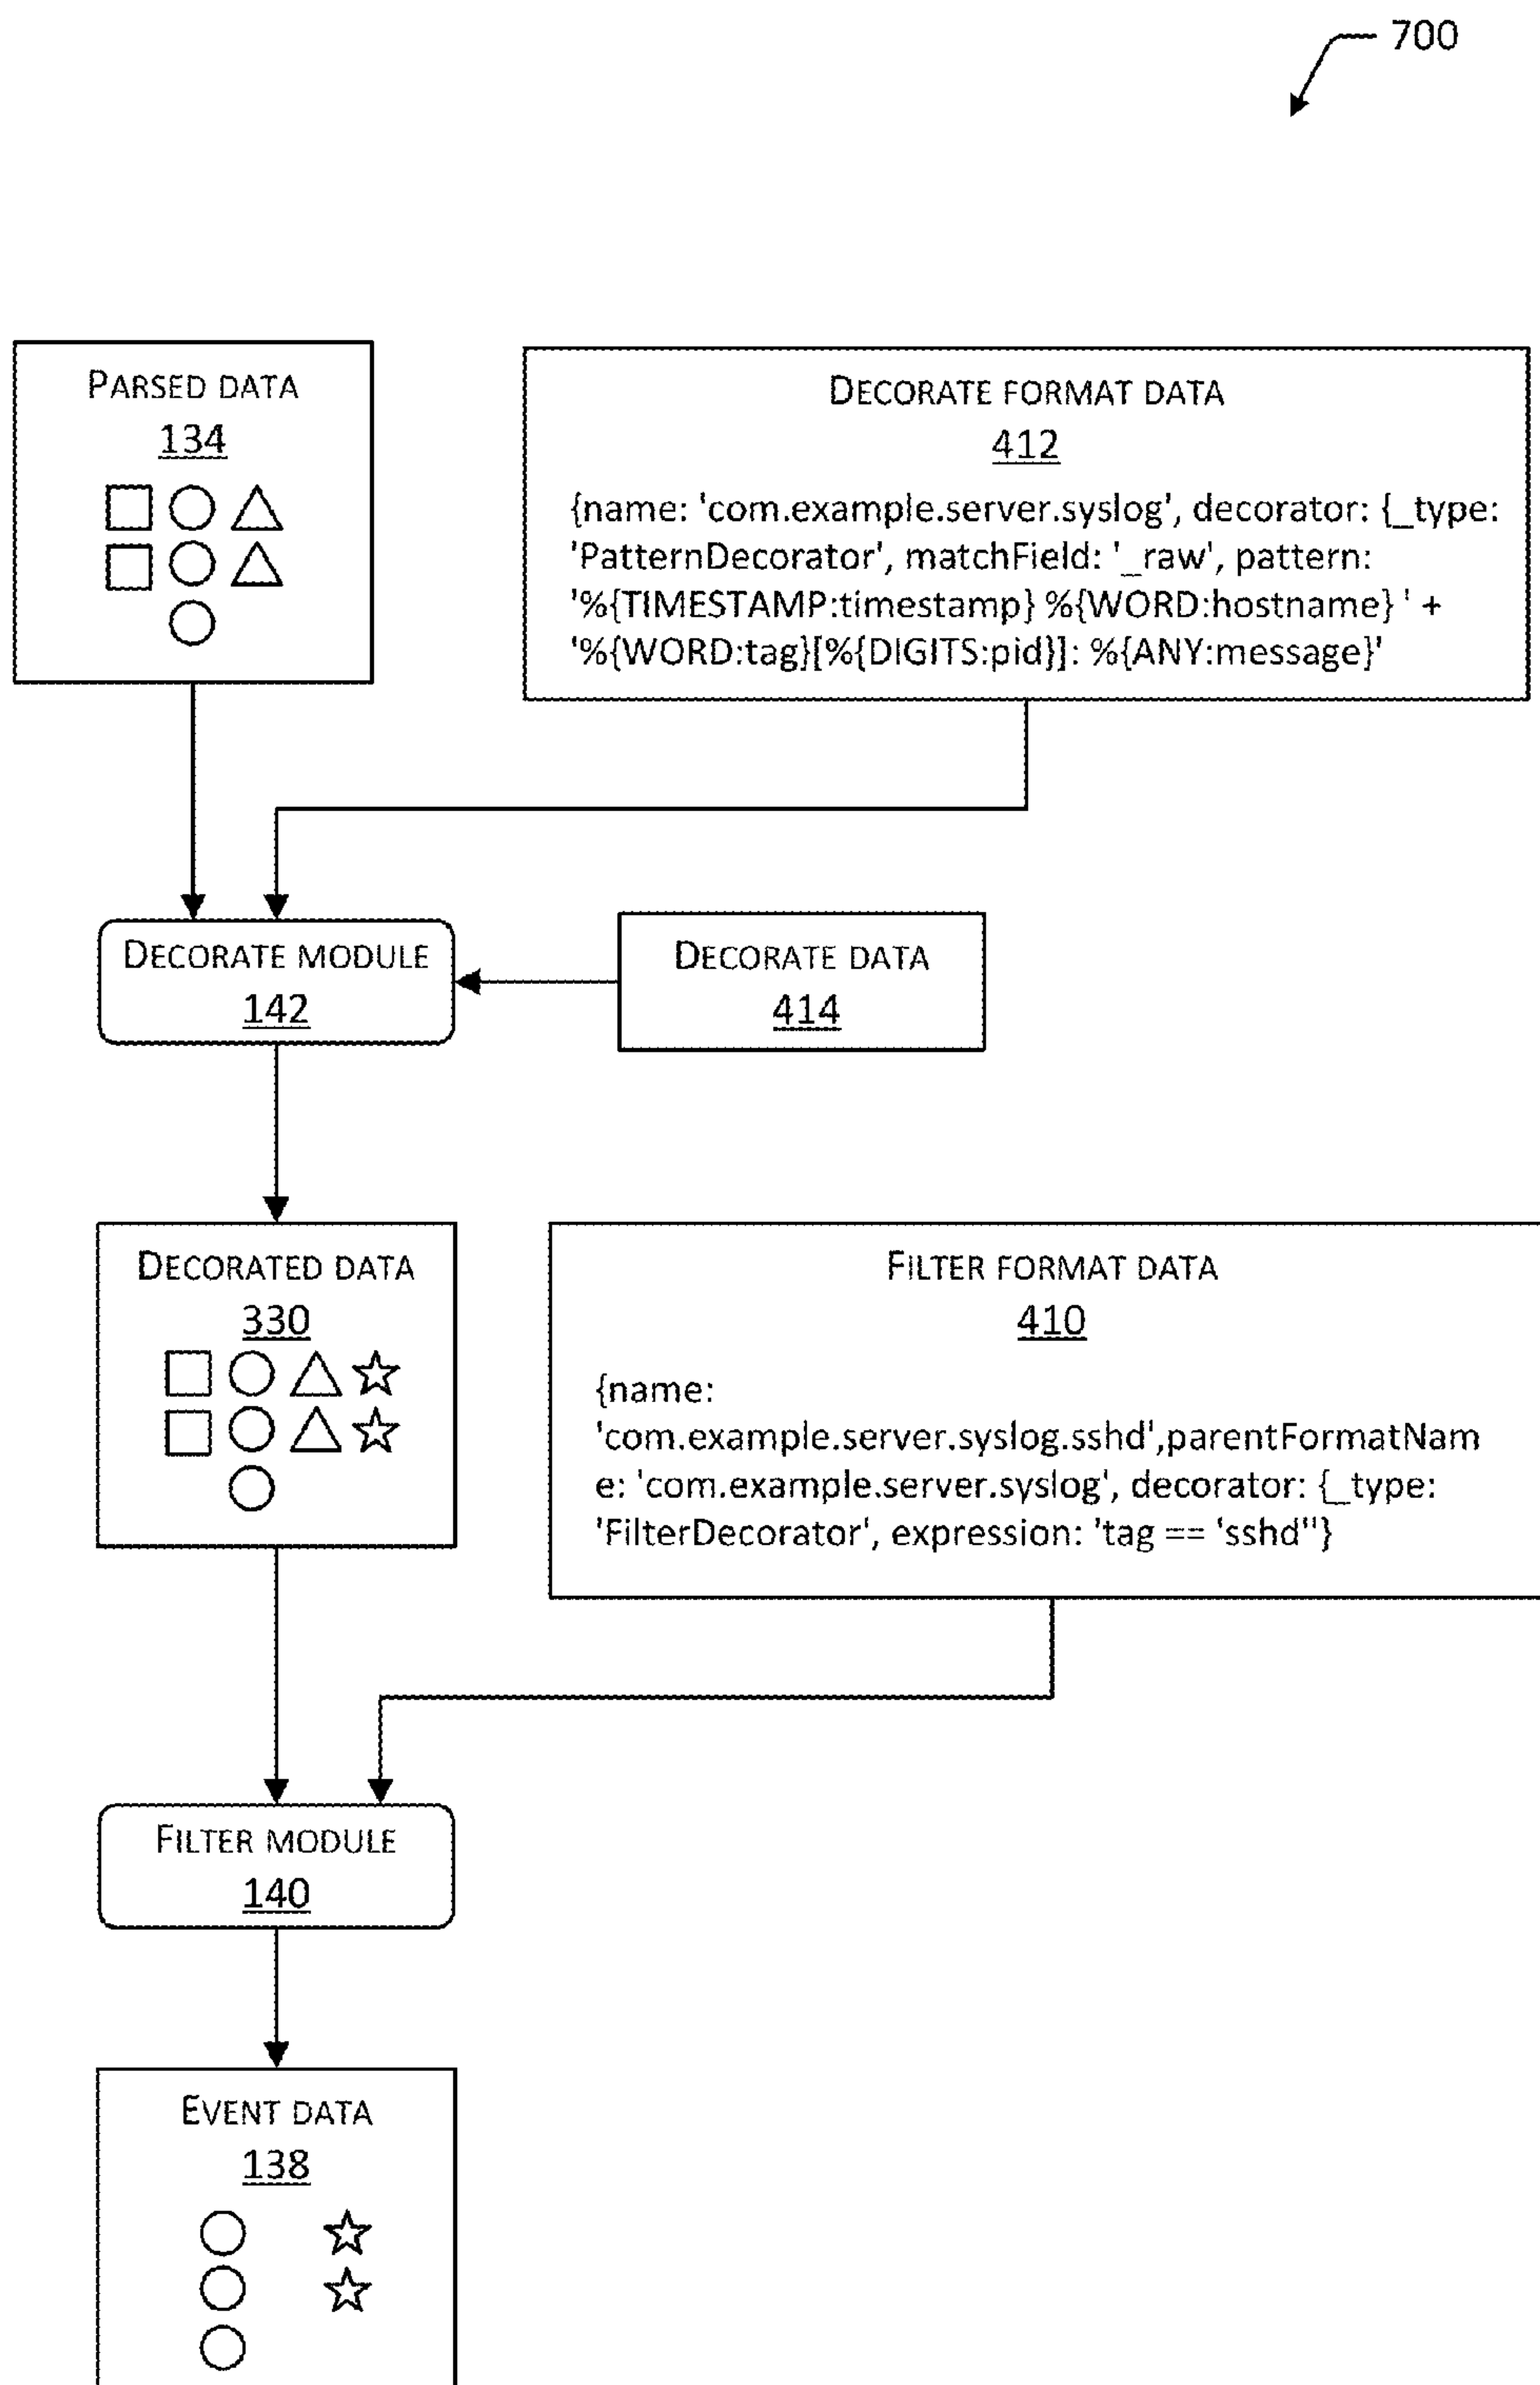 700
PARSED DATA
134
DECORATE FORMAT DATA
412
{name: 'com.example.server.syslog', decorator: {_type:
'PatternDecorator', matchField: '_raw', pattern:
'%{TIMESTAMP:timestamp} %{WORD:hostname} ' +
'%{WORD:tag}[%{DIGITS:pid}]: %{ANY:message}'
DECORATE MODULE
142
DECORATE DATA
414
DECORATED DATA
330
FILTER FORMAT DATA
410
{name:
'com.example.server.syslog.sshd',parentFormatNam
e: 'com.example.server.syslog', decorator: {_type:
'FilterDecorator', expression: 'tag == 'sshd''}
FILTER MODULE
140
EVENT DATA
138